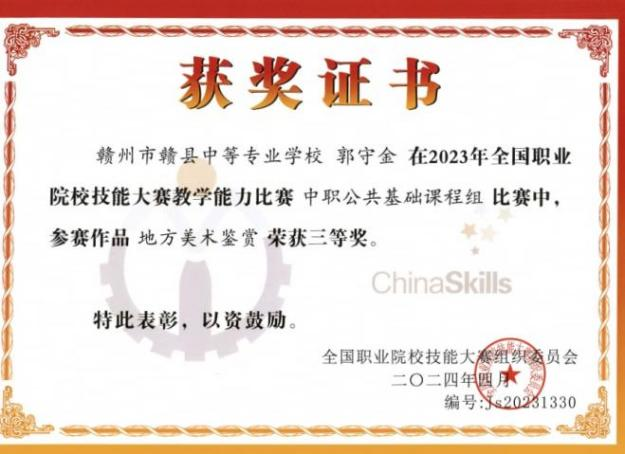 获奖证书
赣州市赣县中等专业学校 郭守金 在2023年全国职业
院校技能大赛教学能力比赛 中职公共基础课程组 比赛中，
参赛作品 地方美术鉴赏 荣获三等奖。
ChinaSkills
特此表彰，以资鼓励。
全国职业院校技能大赛组织委员会
二〇二四年四月
编号:Js20231330